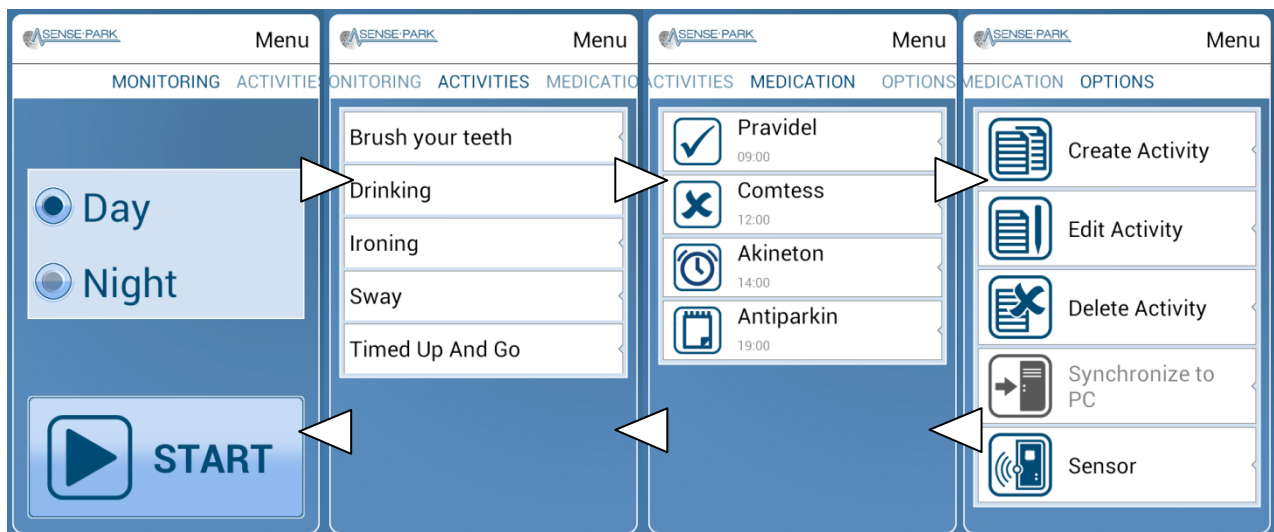 SENSE·PARK
Menu
MONITORING ACTIVITIES
Day
Night
START
SENSE·PARK
Menu
ONITORING ACTIVITIES MEDICATIO
Brush your teeth
Drinking
Ironing
Sway
Timed Up And Go
SENSE·PARK
Menu
ACTIVITIES MEDICATION OPTIONS
Pravidel
09:00
Comtess
12:00
Akineton
14:00
Antiparkin
19:00
SENSE·PARK
Menu
MEDICATION OPTIONS
Create Activity
Edit Activity
Delete Activity
Synchronize to
PC
Sensor